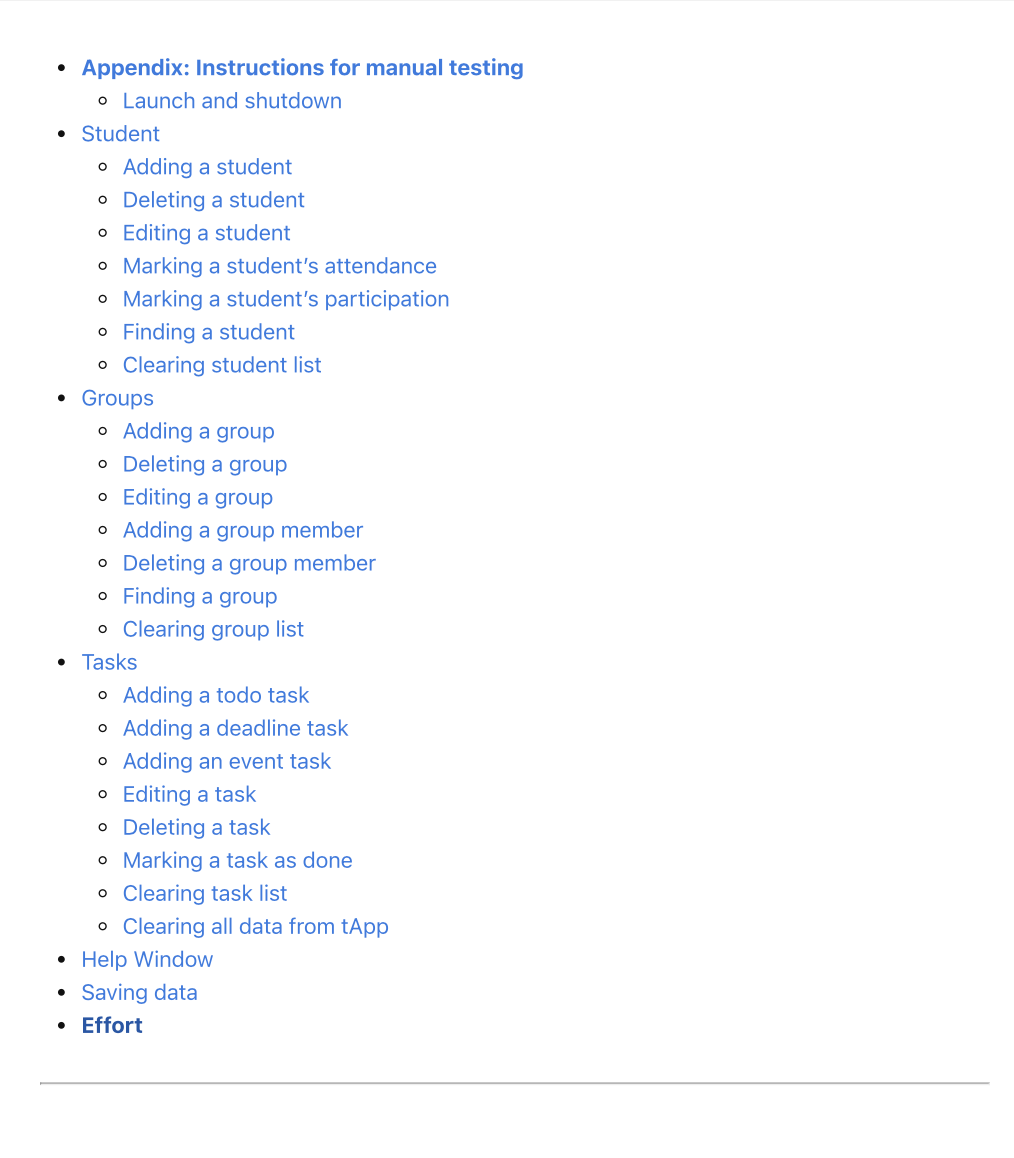 Appendix: Instructions for manual testing
Launch and shutdown
Student
Adding a student
Deleting a student
Editing a student
Marking a student’s attendance
Marking a student’s participation
Finding a student
Clearing student list
Groups
Adding a group
Deleting a group
Editing a group
Adding a group member
Deleting a group member
Finding a group
Clearing group list
Tasks
Adding a todo task
Adding a deadline task
Adding an event task
Editing a task
Deleting a task
Marking a task as done
Clearing task list
Clearing all data from tApp
Help Window
Saving data
Effort